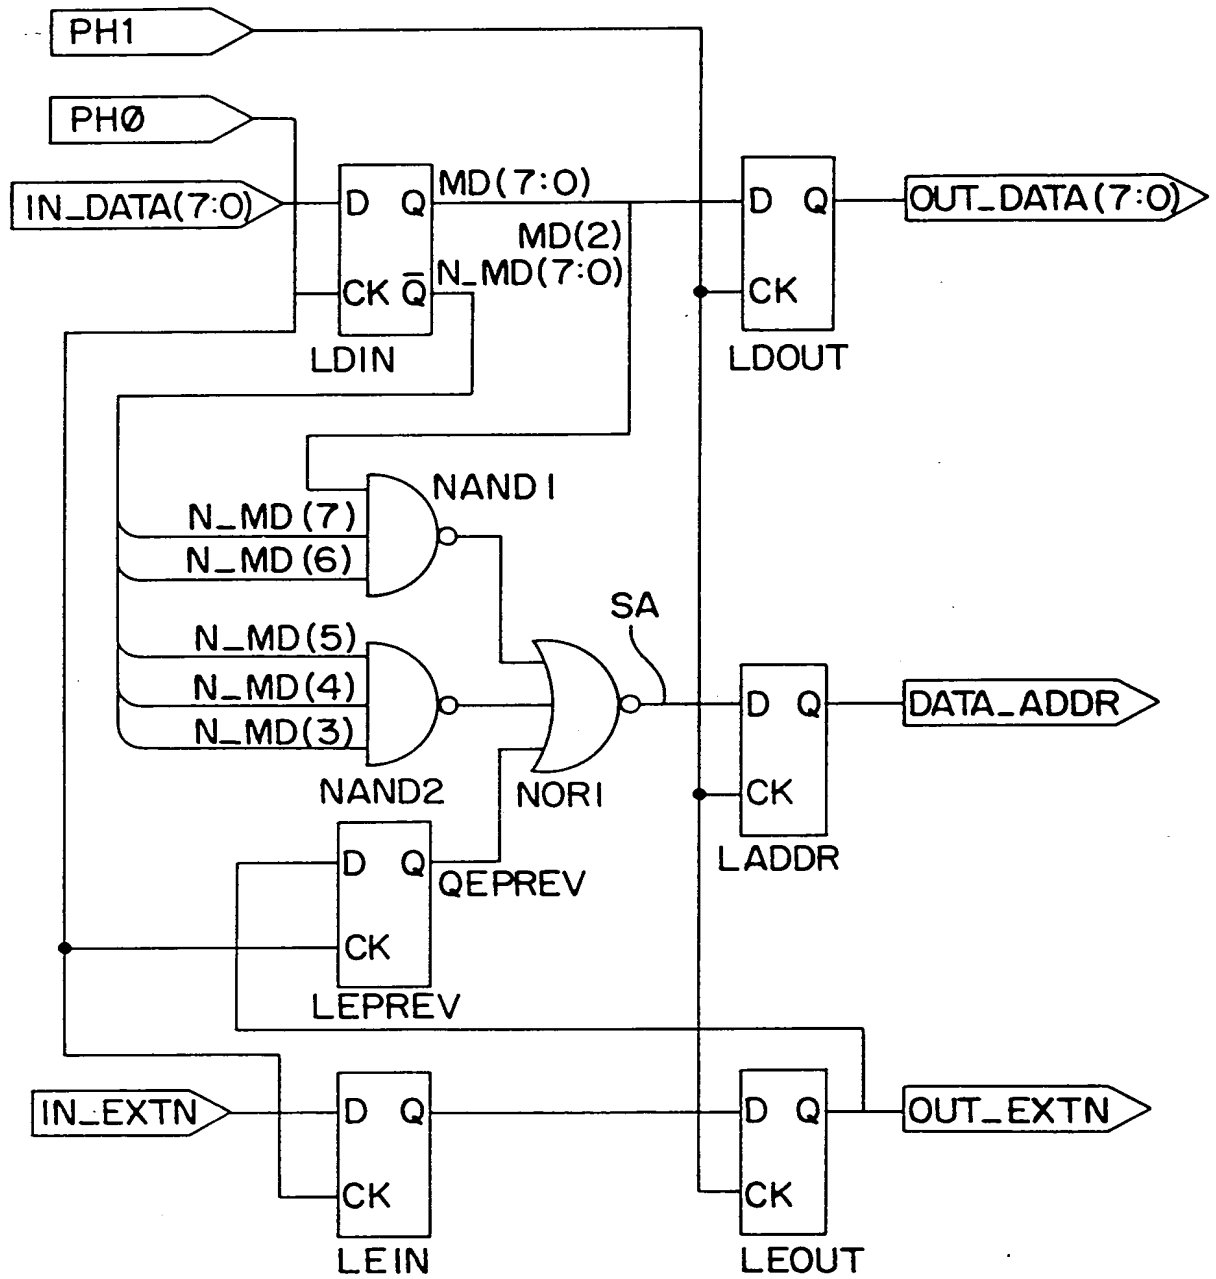 PH1
PHØ
IN_DATA(7:0)
D Q
MD(7:0)
D Q
OUT_DATA(7:0)
MD(2)
N_MD(7:0)
CK Q̅
CK
LDIN
LDOUT
NAND1
N_MD(7)
N_MD(6)
SA
N_MD(5)
N_MD(4)
N_MD(3)
D Q
DATA_ADDR
NAND2
NOR1
CK
LADDR
D Q
QEPREV
CK
LEPREV
IN_EXTN
D Q
D Q
OUT_EXTN
CK
CK
LEIN
LEOUT